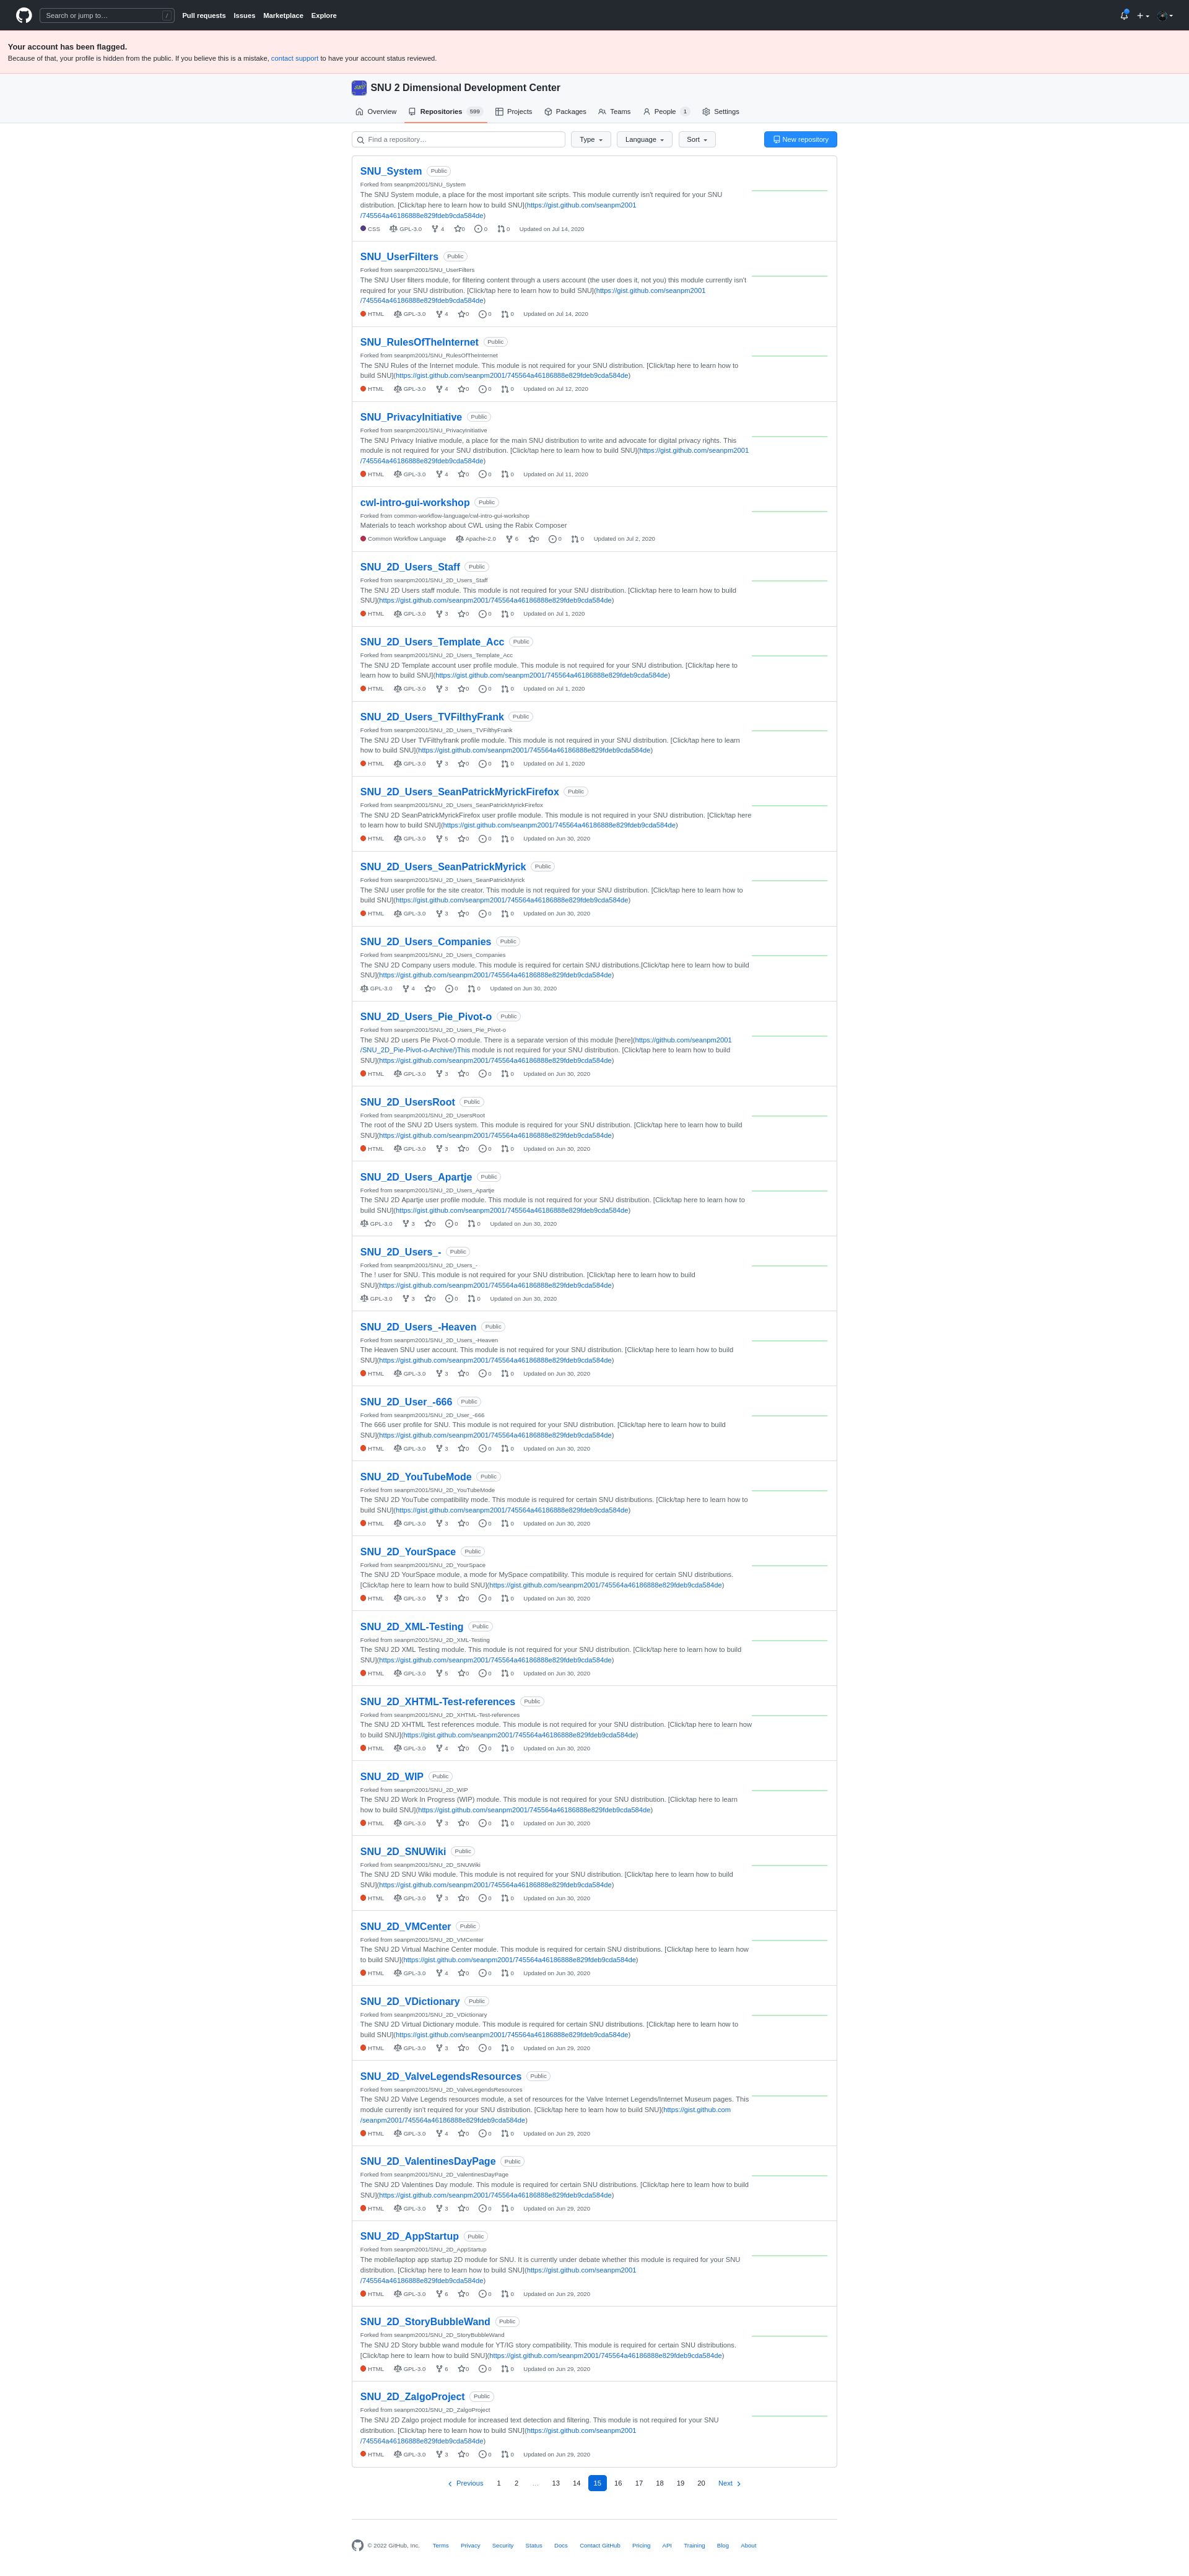 Search or jump to… /
Pull requests Issues Marketplace Explore
Your account has been flagged.
Because of that, your profile is hidden from the public. If you believe this is a mistake, contact support to have your account status reviewed.
SNU 2 Dimensional Development Center
Overview Repositories 599 Projects Packages Teams People 1 Settings
Find a repository… Type Language Sort New repository
SNU_System Public
Forked from seanpm2001/SNU_System
The SNU System module, a place for the most important site scripts. This module currently isn't required for your SNU
distribution. [Click/tap here to learn how to build SNU](https://gist.github.com/seanpm2001
/745564a46186888e829fdeb9cda584de)
CSS GPL-3.0 4 0 0 0 Updated on Jul 14, 2020
SNU_UserFilters Public
Forked from seanpm2001/SNU_UserFilters
The SNU User filters module, for filtering content through a users account (the user does it, not you) this module currently isn't
required for your SNU distribution. [Click/tap here to learn how to build SNU](https://gist.github.com/seanpm2001
/745564a46186888e829fdeb9cda584de)
HTML GPL-3.0 4 0 0 0 Updated on Jul 14, 2020
SNU_RulesOfTheInternet Public
Forked from seanpm2001/SNU_RulesOfTheInternet
The SNU Rules of the Internet module. This module is not required for your SNU distribution. [Click/tap here to learn how to
build SNU](https://gist.github.com/seanpm2001/745564a46186888e829fdeb9cda584de)
HTML GPL-3.0 4 0 0 0 Updated on Jul 12, 2020
SNU_PrivacyInitiative Public
Forked from seanpm2001/SNU_PrivacyInitiative
The SNU Privacy Iniative module, a place for the main SNU distribution to write and advocate for digital privacy rights. This
module is not required for your SNU distribution. [Click/tap here to learn how to build SNU](https://gist.github.com/seanpm2001
/745564a46186888e829fdeb9cda584de)
HTML GPL-3.0 4 0 0 0 Updated on Jul 11, 2020
cwl-intro-gui-workshop Public
Forked from common-workflow-language/cwl-intro-gui-workshop
Materials to teach workshop about CWL using the Rabix Composer
Common Workflow Language Apache-2.0 6 0 0 0 Updated on Jul 2, 2020
SNU_2D_Users_Staff Public
Forked from seanpm2001/SNU_2D_Users_Staff
The SNU 2D Users staff module. This module is not required for your SNU distribution. [Click/tap here to learn how to build
SNU](https://gist.github.com/seanpm2001/745564a46186888e829fdeb9cda584de)
HTML GPL-3.0 3 0 0 0 Updated on Jul 1, 2020
SNU_2D_Users_Template_Acc Public
Forked from seanpm2001/SNU_2D_Users_Template_Acc
The SNU 2D Template account user profile module. This module is not required for your SNU distribution. [Click/tap here to
learn how to build SNU](https://gist.github.com/seanpm2001/745564a46186888e829fdeb9cda584de)
HTML GPL-3.0 3 0 0 0 Updated on Jul 1, 2020
SNU_2D_Users_TVFilthyFrank Public
Forked from seanpm2001/SNU_2D_Users_TVFilthyFrank
The SNU 2D User TVFilthyfrank profile module. This module is not required in your SNU distribution. [Click/tap here to learn
how to build SNU](https://gist.github.com/seanpm2001/745564a46186888e829fdeb9cda584de)
HTML GPL-3.0 3 0 0 0 Updated on Jul 1, 2020
SNU_2D_Users_SeanPatrickMyrickFirefox Public
Forked from seanpm2001/SNU_2D_Users_SeanPatrickMyrickFirefox
The SNU 2D SeanPatrickMyrickFirefox user profile module. This module is not required in your SNU distribution. [Click/tap here
to learn how to build SNU](https://gist.github.com/seanpm2001/745564a46186888e829fdeb9cda584de)
HTML GPL-3.0 5 0 0 0 Updated on Jun 30, 2020
SNU_2D_Users_SeanPatrickMyrick Public
Forked from seanpm2001/SNU_2D_Users_SeanPatrickMyrick
The SNU user profile for the site creator. This module is not required for your SNU distribution. [Click/tap here to learn how to
build SNU](https://gist.github.com/seanpm2001/745564a46186888e829fdeb9cda584de)
HTML GPL-3.0 3 0 0 0 Updated on Jun 30, 2020
SNU_2D_Users_Companies Public
Forked from seanpm2001/SNU_2D_Users_Companies
The SNU 2D Company users module. This module is required for certain SNU distributions.[Click/tap here to learn how to build
SNU](https://gist.github.com/seanpm2001/745564a46186888e829fdeb9cda584de)
GPL-3.0 4 0 0 0 Updated on Jun 30, 2020
SNU_2D_Users_Pie_Pivot-o Public
Forked from seanpm2001/SNU_2D_Users_Pie_Pivot-o
The SNU 2D users Pie Pivot-O module. There is a separate version of this module [here](https://github.com/seanpm2001
/SNU_2D_Pie-Pivot-o-Archive/)This module is not required for your SNU distribution. [Click/tap here to learn how to build
SNU](https://gist.github.com/seanpm2001/745564a46186888e829fdeb9cda584de)
HTML GPL-3.0 3 0 0 0 Updated on Jun 30, 2020
SNU_2D_UsersRoot Public
Forked from seanpm2001/SNU_2D_UsersRoot
The root of the SNU 2D Users system. This module is required for your SNU distribution. [Click/tap here to learn how to build
SNU](https://gist.github.com/seanpm2001/745564a46186888e829fdeb9cda584de)
HTML GPL-3.0 3 0 0 0 Updated on Jun 30, 2020
SNU_2D_Users_Apartje Public
Forked from seanpm2001/SNU_2D_Users_Apartje
The SNU 2D Apartje user profile module. This module is not required for your SNU distribution. [Click/tap here to learn how to
build SNU](https://gist.github.com/seanpm2001/745564a46186888e829fdeb9cda584de)
GPL-3.0 3 0 0 0 Updated on Jun 30, 2020
SNU_2D_Users_- Public
Forked from seanpm2001/SNU_2D_Users_-
The ! user for SNU. This module is not required for your SNU distribution. [Click/tap here to learn how to build
SNU](https://gist.github.com/seanpm2001/745564a46186888e829fdeb9cda584de)
GPL-3.0 3 0 0 0 Updated on Jun 30, 2020
SNU_2D_Users_-Heaven Public
Forked from seanpm2001/SNU_2D_Users_-Heaven
The Heaven SNU user account. This module is not required for your SNU distribution. [Click/tap here to learn how to build
SNU](https://gist.github.com/seanpm2001/745564a46186888e829fdeb9cda584de)
HTML GPL-3.0 3 0 0 0 Updated on Jun 30, 2020
SNU_2D_User_-666 Public
Forked from seanpm2001/SNU_2D_User_-666
The 666 user profile for SNU. This module is not required for your SNU distribution. [Click/tap here to learn how to build
SNU](https://gist.github.com/seanpm2001/745564a46186888e829fdeb9cda584de)
HTML GPL-3.0 3 0 0 0 Updated on Jun 30, 2020
SNU_2D_YouTubeMode Public
Forked from seanpm2001/SNU_2D_YouTubeMode
The SNU 2D YouTube compatibility mode. This module is required for certain SNU distributions. [Click/tap here to learn how to
build SNU](https://gist.github.com/seanpm2001/745564a46186888e829fdeb9cda584de)
HTML GPL-3.0 3 0 0 0 Updated on Jun 30, 2020
SNU_2D_YourSpace Public
Forked from seanpm2001/SNU_2D_YourSpace
The SNU 2D YourSpace module, a mode for MySpace compatibility. This module is required for certain SNU distributions.
[Click/tap here to learn how to build SNU](https://gist.github.com/seanpm2001/745564a46186888e829fdeb9cda584de)
HTML GPL-3.0 3 0 0 0 Updated on Jun 30, 2020
SNU_2D_XML-Testing Public
Forked from seanpm2001/SNU_2D_XML-Testing
The SNU 2D XML Testing module. This module is not required for your SNU distribution. [Click/tap here to learn how to build
SNU](https://gist.github.com/seanpm2001/745564a46186888e829fdeb9cda584de)
HTML GPL-3.0 5 0 0 0 Updated on Jun 30, 2020
SNU_2D_XHTML-Test-references Public
Forked from seanpm2001/SNU_2D_XHTML-Test-references
The SNU 2D XHTML Test references module. This module is not required for your SNU distribution. [Click/tap here to learn how
to build SNU](https://gist.github.com/seanpm2001/745564a46186888e829fdeb9cda584de)
HTML GPL-3.0 4 0 0 0 Updated on Jun 30, 2020
SNU_2D_WIP Public
Forked from seanpm2001/SNU_2D_WIP
The SNU 2D Work In Progress (WIP) module. This module is not required for your SNU distribution. [Click/tap here to learn
how to build SNU](https://gist.github.com/seanpm2001/745564a46186888e829fdeb9cda584de)
HTML GPL-3.0 3 0 0 0 Updated on Jun 30, 2020
SNU_2D_SNUWiki Public
Forked from seanpm2001/SNU_2D_SNUWiki
The SNU 2D SNU Wiki module. This module is not required for your SNU distribution. [Click/tap here to learn how to build
SNU](https://gist.github.com/seanpm2001/745564a46186888e829fdeb9cda584de)
HTML GPL-3.0 3 0 0 0 Updated on Jun 30, 2020
SNU_2D_VMCenter Public
Forked from seanpm2001/SNU_2D_VMCenter
The SNU 2D Virtual Machine Center module. This module is required for certain SNU distributions. [Click/tap here to learn how
to build SNU](https://gist.github.com/seanpm2001/745564a46186888e829fdeb9cda584de)
HTML GPL-3.0 4 0 0 0 Updated on Jun 30, 2020
SNU_2D_VDictionary Public
Forked from seanpm2001/SNU_2D_VDictionary
The SNU 2D Virtual Dictionary module. This module is required for certain SNU distributions. [Click/tap here to learn how to
build SNU](https://gist.github.com/seanpm2001/745564a46186888e829fdeb9cda584de)
HTML GPL-3.0 3 0 0 0 Updated on Jun 29, 2020
SNU_2D_ValveLegendsResources Public
Forked from seanpm2001/SNU_2D_ValveLegendsResources
The SNU 2D Valve Legends resources module, a set of resources for the Valve Internet Legends/Internet Museum pages. This
module currently isn't required for your SNU distribution. [Click/tap here to learn how to build SNU](https://gist.github.com
/seanpm2001/745564a46186888e829fdeb9cda584de)
HTML GPL-3.0 4 0 0 0 Updated on Jun 29, 2020
SNU_2D_ValentinesDayPage Public
Forked from seanpm2001/SNU_2D_ValentinesDayPage
The SNU 2D Valentines Day module. This module is required for certain SNU distributions. [Click/tap here to learn how to build
SNU](https://gist.github.com/seanpm2001/745564a46186888e829fdeb9cda584de)
HTML GPL-3.0 3 0 0 0 Updated on Jun 29, 2020
SNU_2D_AppStartup Public
Forked from seanpm2001/SNU_2D_AppStartup
The mobile/laptop app startup 2D module for SNU. It is currently under debate whether this module is required for your SNU
distribution. [Click/tap here to learn how to build SNU](https://gist.github.com/seanpm2001
/745564a46186888e829fdeb9cda584de)
HTML GPL-3.0 6 0 0 0 Updated on Jun 29, 2020
SNU_2D_StoryBubbleWand Public
Forked from seanpm2001/SNU_2D_StoryBubbleWand
The SNU 2D Story bubble wand module for YT/IG story compatibility. This module is required for certain SNU distributions.
[Click/tap here to learn how to build SNU](https://gist.github.com/seanpm2001/745564a46186888e829fdeb9cda584de)
HTML GPL-3.0 6 0 0 0 Updated on Jun 29, 2020
SNU_2D_ZalgoProject Public
Forked from seanpm2001/SNU_2D_ZalgoProject
The SNU 2D Zalgo project module for increased text detection and filtering. This module is not required for your SNU
distribution. [Click/tap here to learn how to build SNU](https://gist.github.com/seanpm2001
/745564a46186888e829fdeb9cda584de)
HTML GPL-3.0 3 0 0 0 Updated on Jun 29, 2020
Previous 1 2 … 13 14 15 16 17 18 19 20 Next
© 2022 GitHub, Inc. Terms Privacy Security Status Docs Contact GitHub Pricing API Training Blog About